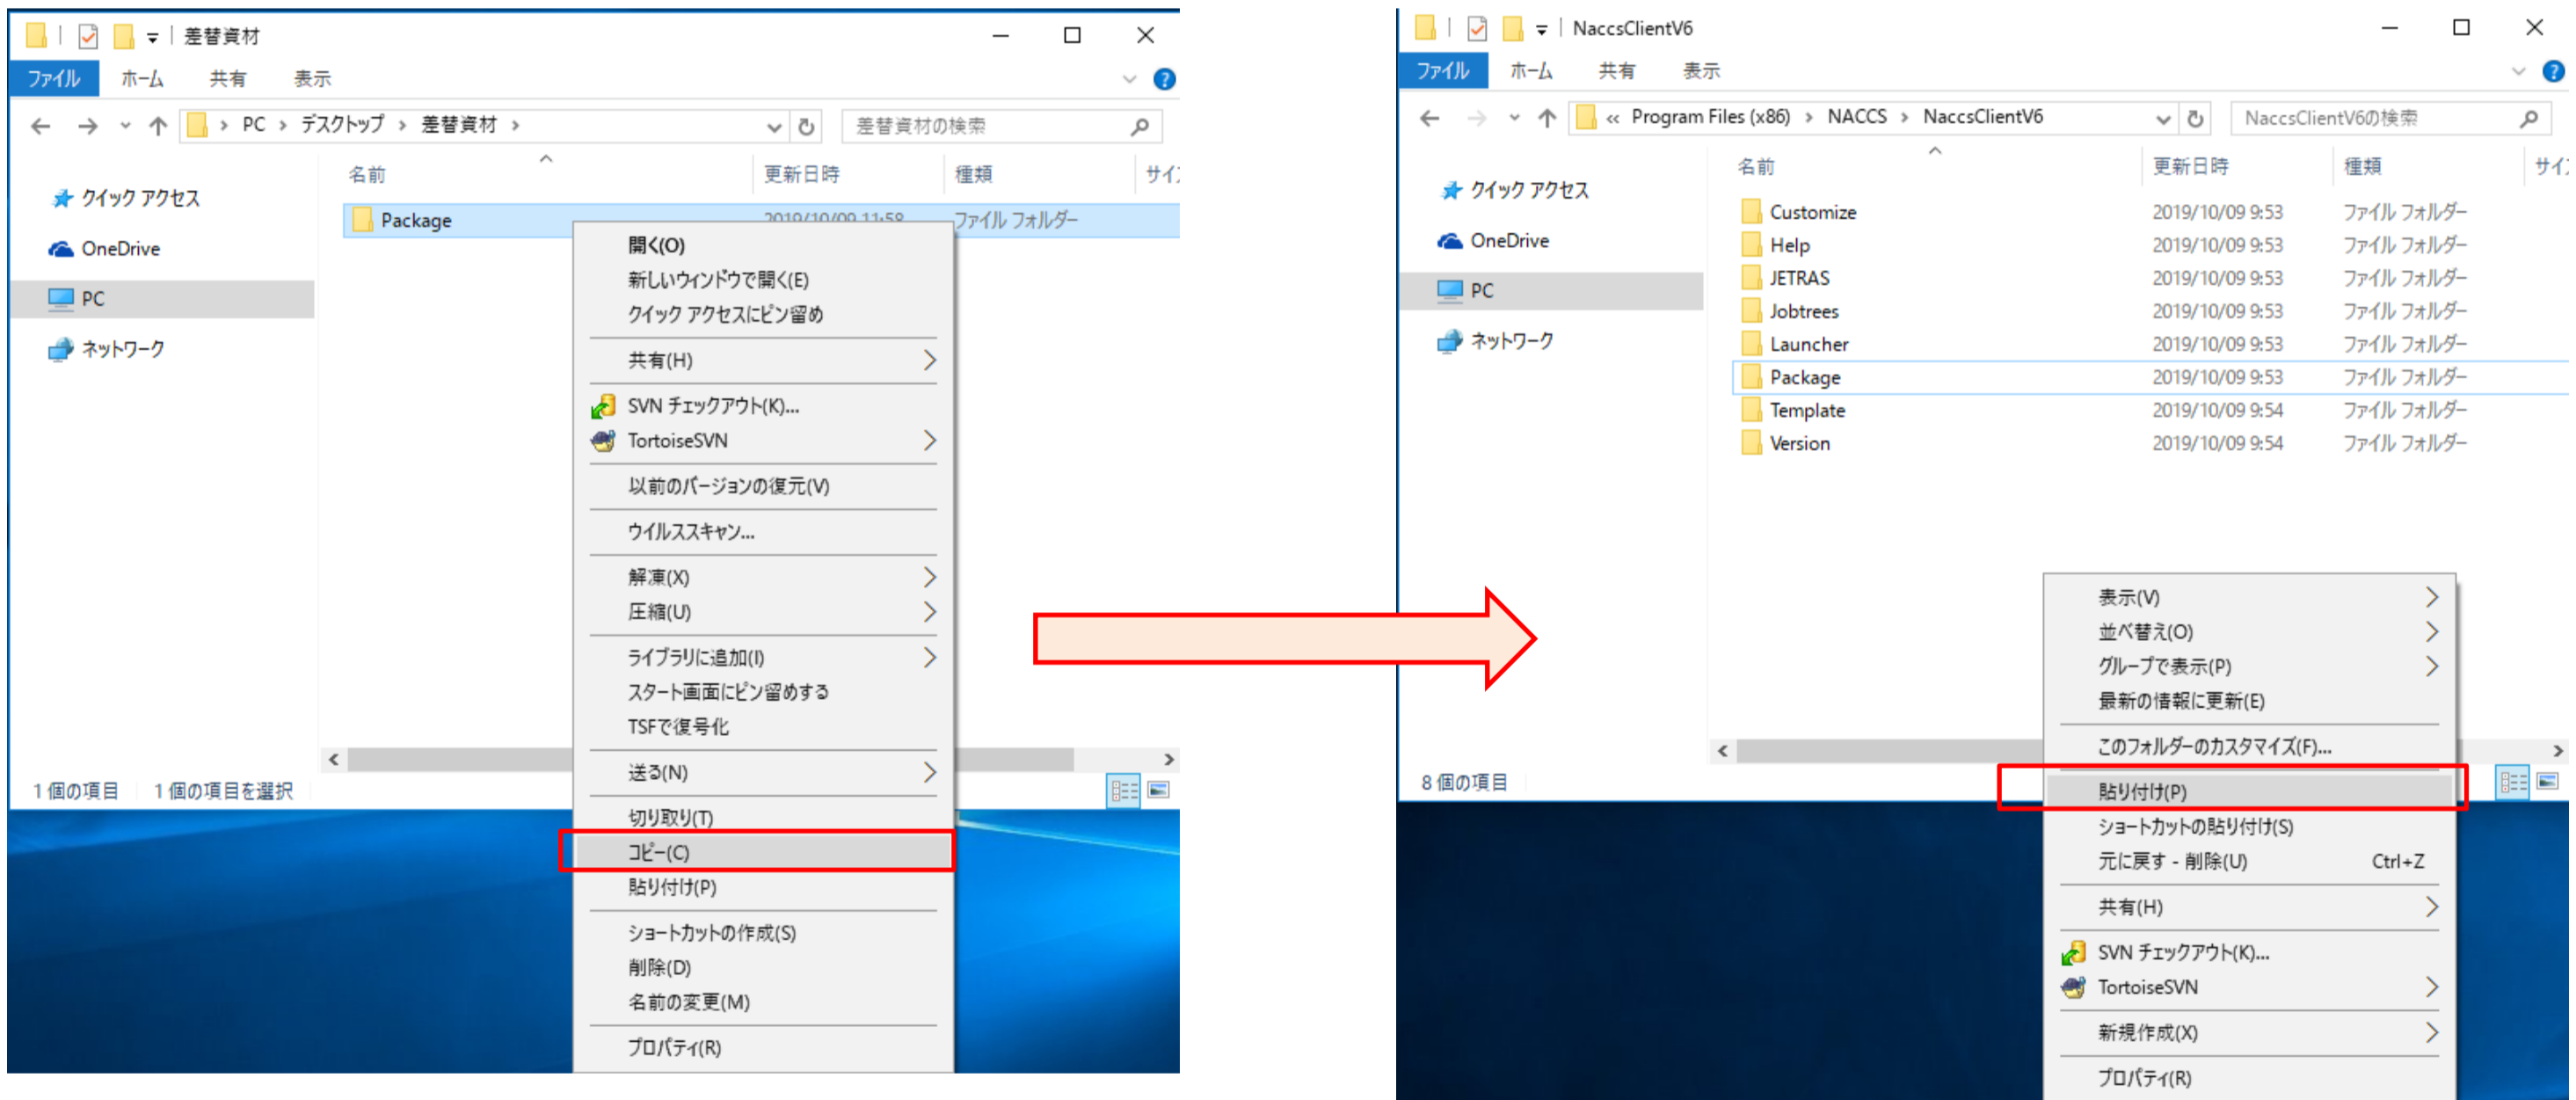 差替資材
ファイル ホーム 共有 表示
PC › デスクトップ › 差替資材 ›
差替資材の検索
名前 更新日時 種類
クイック アクセス
OneDrive
PC
ネットワーク
Package ファイル フォルダー
開く(O)
新しいウィンドウで開く(E)
クイック アクセスにピン留め
共有(H)
SVN チェックアウト(K)...
TortoiseSVN
以前のバージョンの復元(V)
ウイルススキャン...
解凍(X)
圧縮(U)
ライブラリに追加(I)
スタート画面にピン留めする
TSFで復号化
送る(N)
切り取り(T)
コピー(C)
貼り付け(P)
ショートカットの作成(S)
削除(D)
名前の変更(M)
プロパティ(R)
1 個の項目 1 個の項目を選択
NaccsClientV6
ファイル ホーム 共有 表示
« Program Files (x86) › NACCS › NaccsClientV6
NaccsClientV6の検索
名前 更新日時 種類
クイック アクセス
OneDrive
PC
ネットワーク
Customize 2019/10/09 9:53 ファイル フォルダー
Help 2019/10/09 9:53 ファイル フォルダー
JETRAS 2019/10/09 9:53 ファイル フォルダー
Jobtrees 2019/10/09 9:53 ファイル フォルダー
Launcher 2019/10/09 9:53 ファイル フォルダー
Package 2019/10/09 9:53 ファイル フォルダー
Template 2019/10/09 9:54 ファイル フォルダー
Version 2019/10/09 9:54 ファイル フォルダー
表示(V)
並べ替え(O)
グループで表示(P)
最新の情報に更新(E)
このフォルダーのカスタマイズ(F)...
貼り付け(P)
ショートカットの貼り付け(S)
元に戻す - 削除(U) Ctrl+Z
共有(H)
SVN チェックアウト(K)...
TortoiseSVN
新規作成(X)
プロパティ(R)
8 個の項目